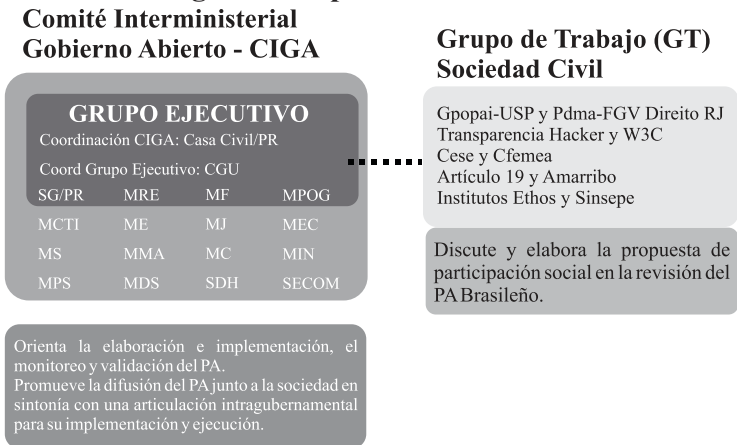 Comité Interministerial
Gobierno Abierto - CIGA
GRUPO EJECUTIVO
Coordinación CIGA: Casa Civil/PR
Coord Grupo Ejecutivo: CGU
SG/PR MRE MF MPOG
MCTI ME MJ MEC
MS MMA MC MIN
MPS MDS SDH SECOM
Orienta la elaboración e implementación, el
monitoreo y validación del PA.
Promueve la difusión del PA junto a la sociedad en
sintonía con una articulación intragubernamental
para su implementación y ejecución.
Grupo de Trabajo (GT)
Sociedad Civil
Gpopai-USP y Pdma-FGV Direito RJ
Transparencia Hacker y W3C
Cese y Cfemea
Artículo 19 y Amarribo
Institutos Ethos y Sinsepe
Discute y elabora la propuesta de
participación social en la revisión del
PA Brasileño.